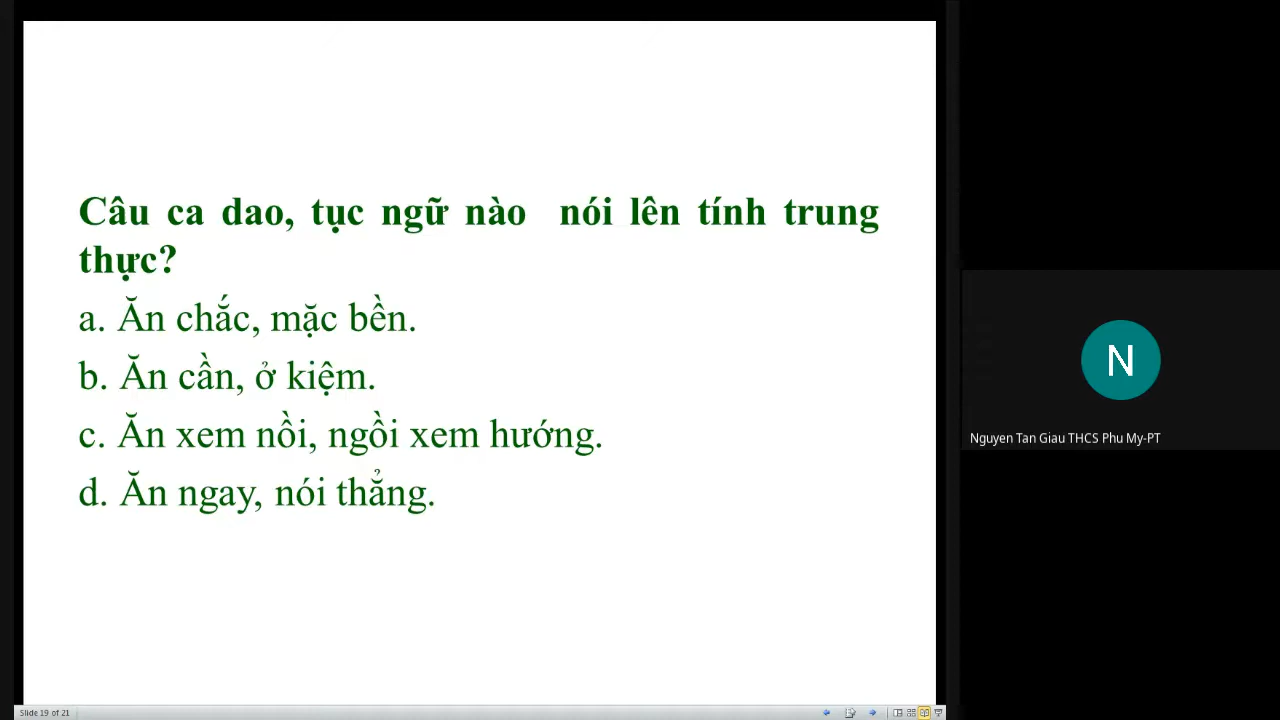 Câu ca dao, tục ngữ nào nói lên tính trung
thực?
a. Ăn chắc, mặc bền.
b. Ăn cần, ở kiệm.
c. Ăn xem nồi, ngồi xem hướng.
d. Ăn ngay, nói thẳng.
N
Nguyen Tan Giau THCS Phu My-PT
Slide 19 of 21